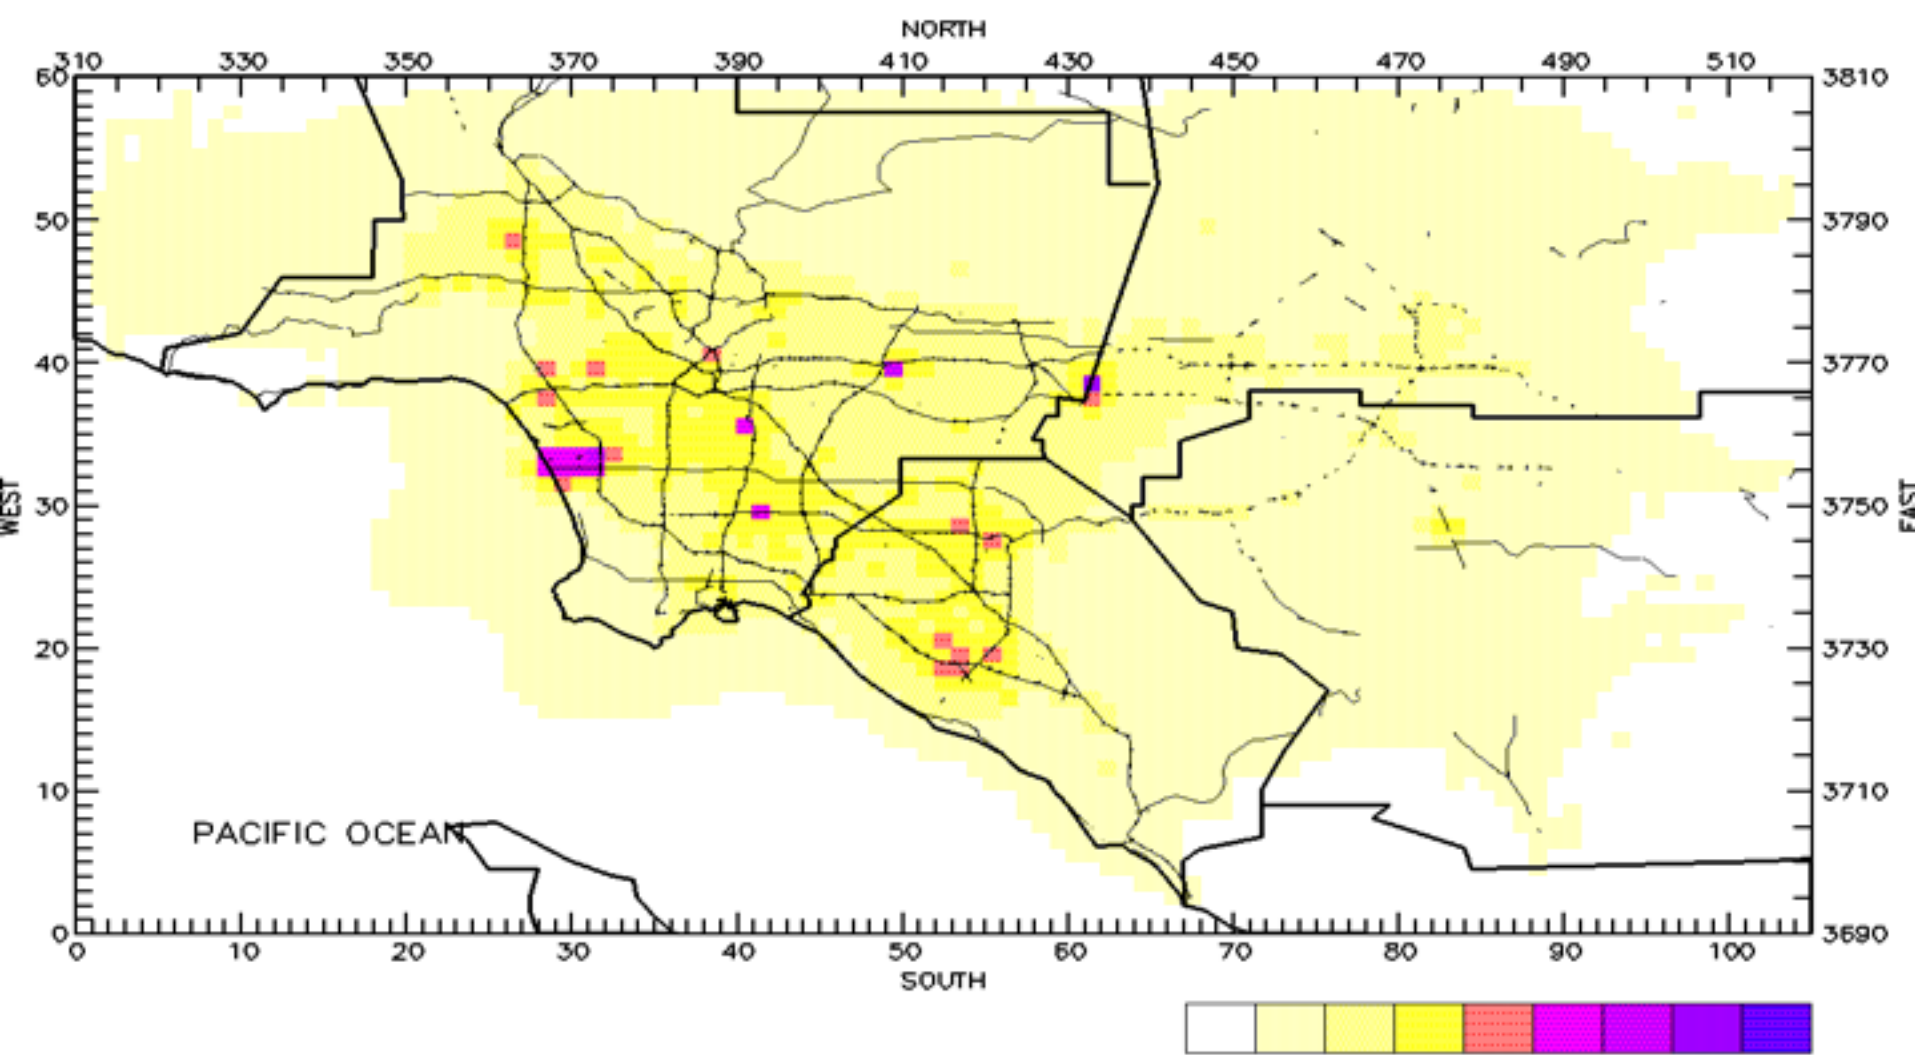 NORTH
310 330 350 370 390 410 430 450 470 490 510
60 3810
50 3790
40 3770
WEST EAST
30 3750
20 3730
10 3710
PACIFIC OCEAN
0 3690
0 10 20 30 40 50 60 70 80 90 100
SOUTH